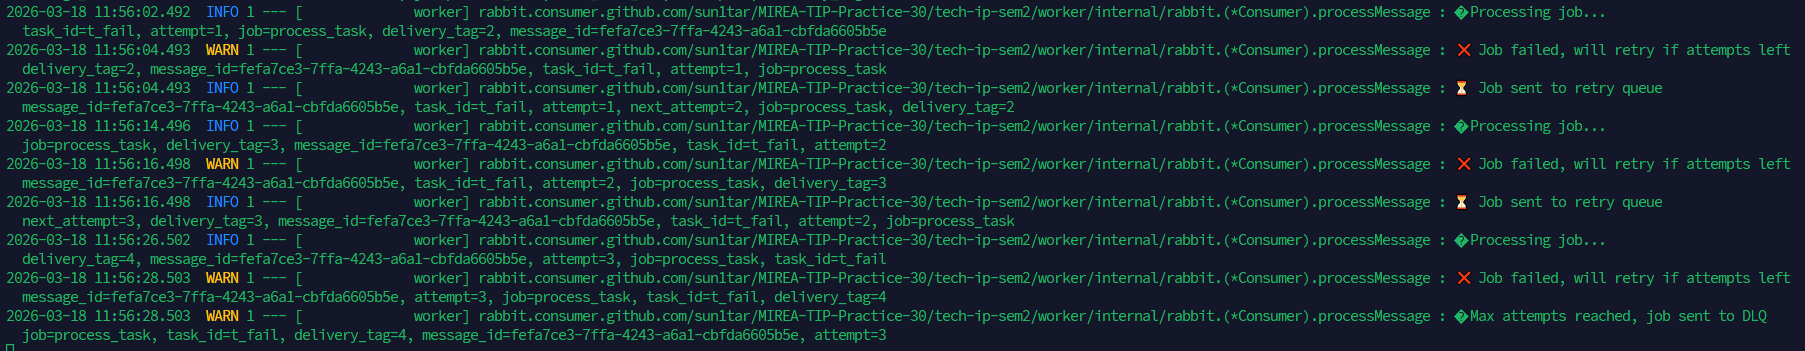 2026-03-18 11:56:02.492  INFO 1 --- [                worker] rabbit.consumer.github.com/sun1tar/MIREA-TIP-Practice-30/tech-ip-sem2/worker/internal/rabbit.(*Consumer).processMessage : �Processing job...
task_id=t_fail, attempt=1, job=process_task, delivery_tag=2, message_id=fefa7ce3-7ffa-4243-a6a1-cbfda6605b5e
2026-03-18 11:56:04.493  WARN 1 --- [                worker] rabbit.consumer.github.com/sun1tar/MIREA-TIP-Practice-30/tech-ip-sem2/worker/internal/rabbit.(*Consumer).processMessage : ❌ Job failed, will retry if attempts left
delivery_tag=2, message_id=fefa7ce3-7ffa-4243-a6a1-cbfda6605b5e, task_id=t_fail, attempt=1, job=process_task
2026-03-18 11:56:04.493  INFO 1 --- [                worker] rabbit.consumer.github.com/sun1tar/MIREA-TIP-Practice-30/tech-ip-sem2/worker/internal/rabbit.(*Consumer).processMessage : ⏳ Job sent to retry queue
message_id=fefa7ce3-7ffa-4243-a6a1-cbfda6605b5e, task_id=t_fail, attempt=1, next_attempt=2, job=process_task, delivery_tag=2
2026-03-18 11:56:14.496  INFO 1 --- [                worker] rabbit.consumer.github.com/sun1tar/MIREA-TIP-Practice-30/tech-ip-sem2/worker/internal/rabbit.(*Consumer).processMessage : �Processing job...
job=process_task, delivery_tag=3, message_id=fefa7ce3-7ffa-4243-a6a1-cbfda6605b5e, task_id=t_fail, attempt=2
2026-03-18 11:56:16.498  WARN 1 --- [                worker] rabbit.consumer.github.com/sun1tar/MIREA-TIP-Practice-30/tech-ip-sem2/worker/internal/rabbit.(*Consumer).processMessage : ❌ Job failed, will retry if attempts left
message_id=fefa7ce3-7ffa-4243-a6a1-cbfda6605b5e, task_id=t_fail, attempt=2, job=process_task, delivery_tag=3
2026-03-18 11:56:16.498  INFO 1 --- [                worker] rabbit.consumer.github.com/sun1tar/MIREA-TIP-Practice-30/tech-ip-sem2/worker/internal/rabbit.(*Consumer).processMessage : ⏳ Job sent to retry queue
next_attempt=3, delivery_tag=3, message_id=fefa7ce3-7ffa-4243-a6a1-cbfda6605b5e, task_id=t_fail, attempt=2, job=process_task
2026-03-18 11:56:26.502  INFO 1 --- [                worker] rabbit.consumer.github.com/sun1tar/MIREA-TIP-Practice-30/tech-ip-sem2/worker/internal/rabbit.(*Consumer).processMessage : �Processing job...
delivery_tag=4, message_id=fefa7ce3-7ffa-4243-a6a1-cbfda6605b5e, attempt=3, job=process_task, task_id=t_fail
2026-03-18 11:56:28.503  WARN 1 --- [                worker] rabbit.consumer.github.com/sun1tar/MIREA-TIP-Practice-30/tech-ip-sem2/worker/internal/rabbit.(*Consumer).processMessage : ❌ Job failed, will retry if attempts left
message_id=fefa7ce3-7ffa-4243-a6a1-cbfda6605b5e, attempt=3, job=process_task, task_id=t_fail, delivery_tag=4
2026-03-18 11:56:28.503  WARN 1 --- [                worker] rabbit.consumer.github.com/sun1tar/MIREA-TIP-Practice-30/tech-ip-sem2/worker/internal/rabbit.(*Consumer).processMessage : �Max attempts reached, job sent to DLQ
job=process_task, task_id=t_fail, delivery_tag=4, message_id=fefa7ce3-7ffa-4243-a6a1-cbfda6605b5e, attempt=3